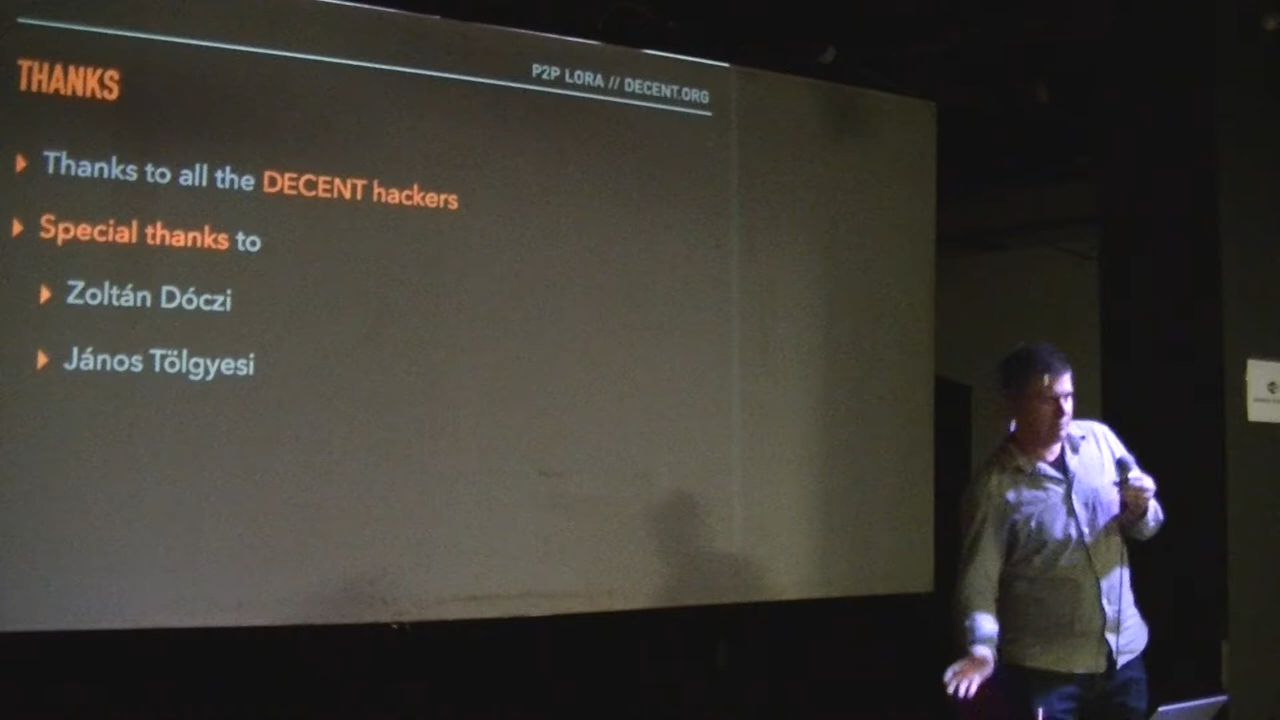 P2P LORA // DECENT.ORG
THANKS
Thanks to all the DECENT hackers
Special thanks to
Zoltán Dóczi
János Tölgyesi